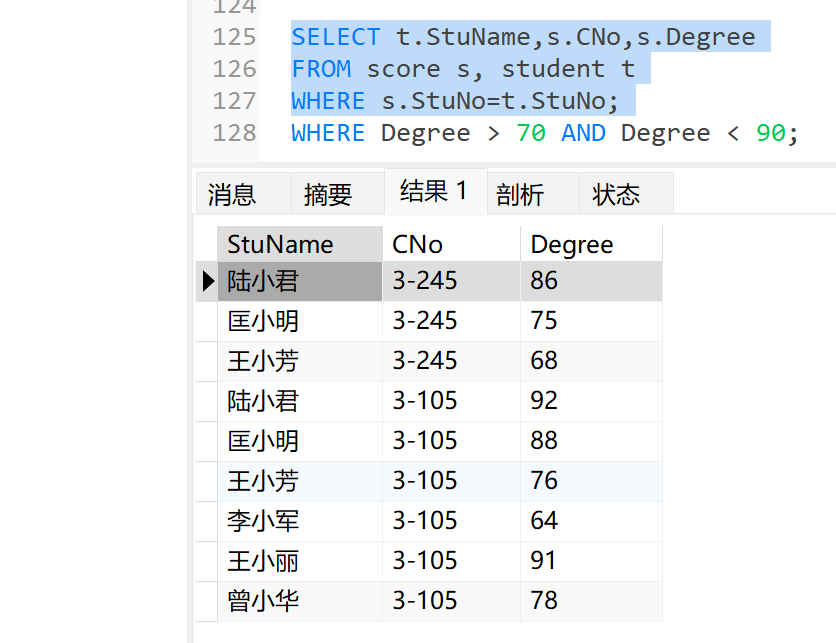 124
125 SELECT t.StuName,s.CNo,s.Degree
126 FROM score s, student t
127 WHERE s.StuNo=t.StuNo;
128 WHERE Degree > 70 AND Degree < 90;
消息 摘要 结果 1 剖析 状态
StuName CNo Degree
陆小君 3-245 86
匡小明 3-245 75
王小芳 3-245 68
陆小君 3-105 92
匡小明 3-105 88
王小芳 3-105 76
李小军 3-105 64
王小丽 3-105 91
曾小华 3-105 78